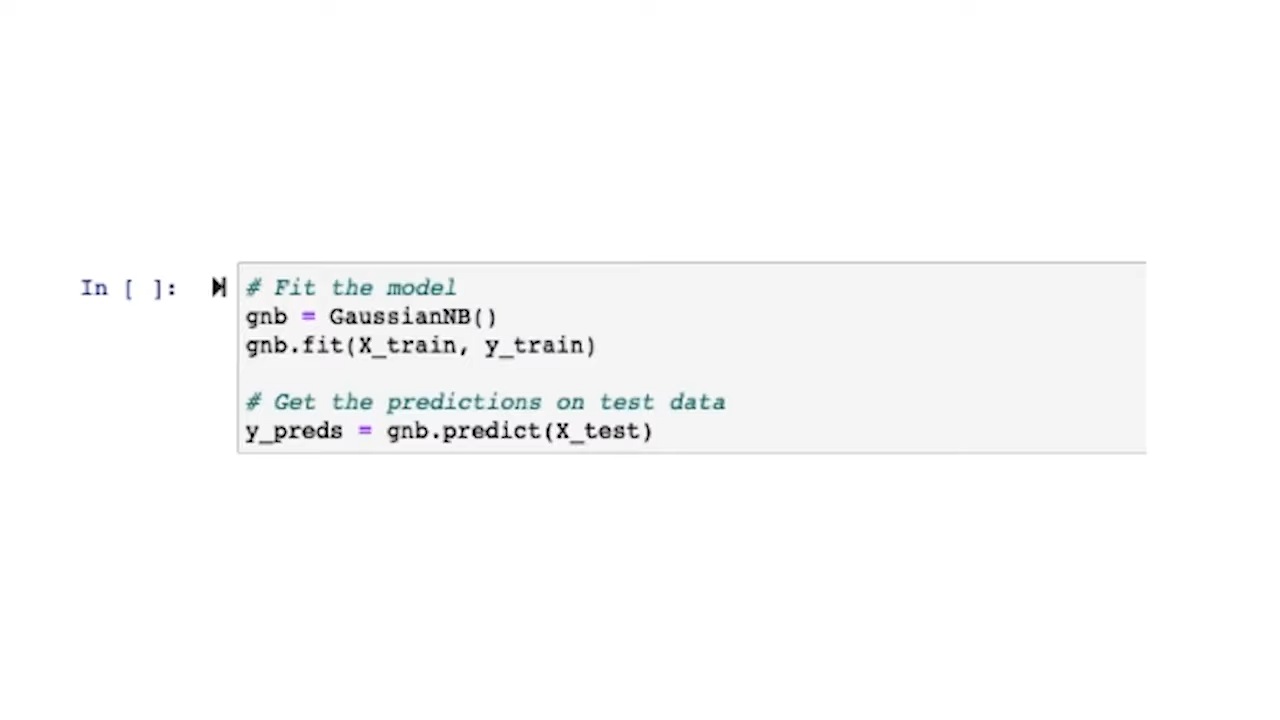 In [ ]:
# Fit the model
gnb = GaussianNB()
gnb.fit(X_train, y_train)
# Get the predictions on test data
y_preds = gnb.predict(X_test)